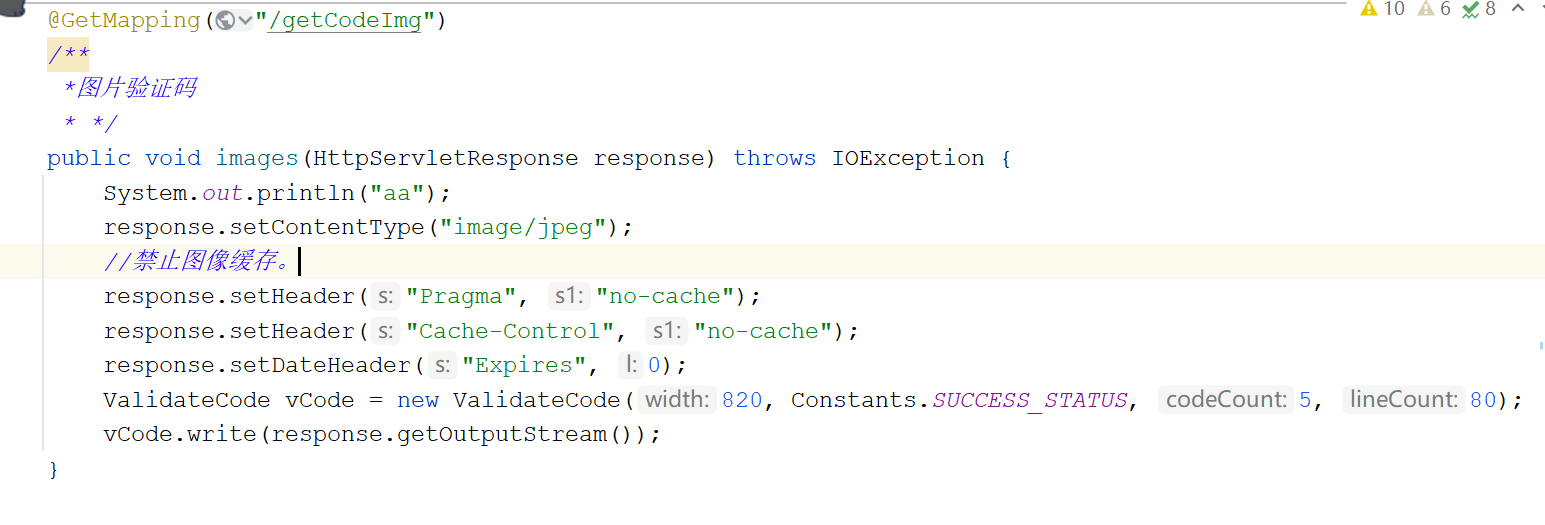 @GetMapping("/getCodeImg")
10 6 8
/**
*图片验证码
* */
public void images(HttpServletResponse response) throws IOException {
System.out.println("aa");
response.setContentType("image/jpeg");
//禁止图像缓存。
response.setHeader( s: "Pragma", s1: "no-cache");
response.setHeader( s: "Cache-Control", s1: "no-cache");
response.setDateHeader( s: "Expires", l: 0);
ValidateCode vCode = new ValidateCode( width: 820, Constants.SUCCESS_STATUS, codeCount: 5, lineCount: 80);
vCode.write(response.getOutputStream());
}